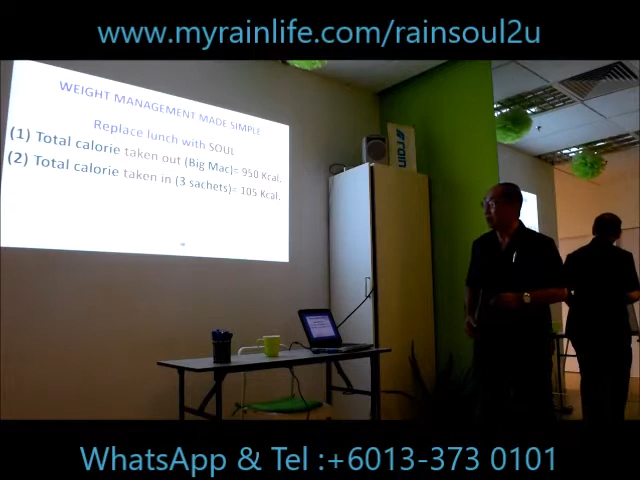 www.myrainlife.com/rainsoul2u
WEIGHT MANAGEMENT MADE SIMPLE
Replace lunch with SOUL
(1) Total calorie taken out (Big Mac)= 950 Kcal.
(2) Total calorie taken in (3 sachets)= 105 Kcal.
rain
WhatsApp & Tel :+6013-373 0101